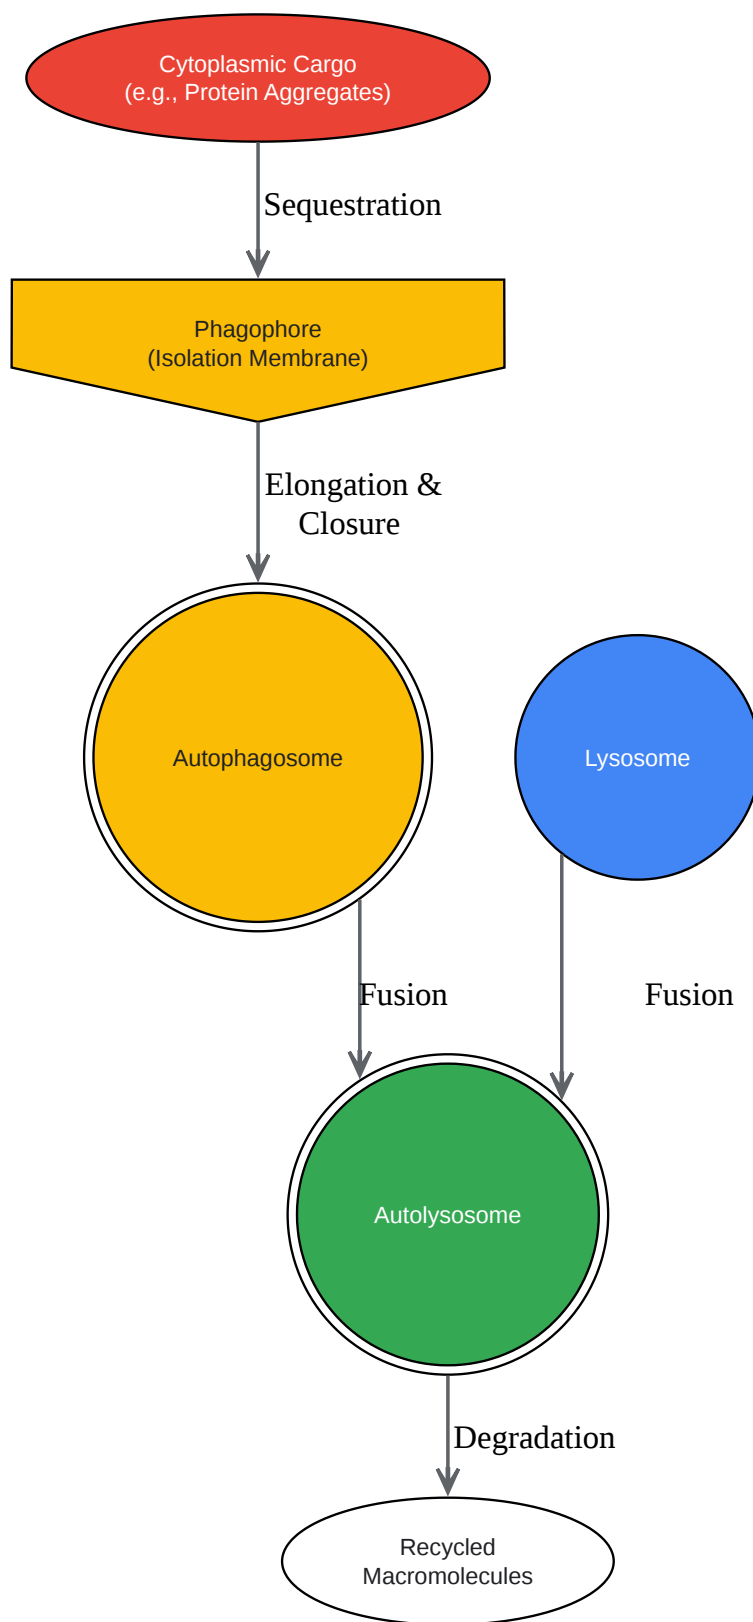 Cytoplasmic Cargo
(e.g., Protein Aggregates)
Sequestration
Phagophore
(Isolation Membrane)
Elongation &
Closure
Autophagosome
Lysosome
Fusion
Fusion
Autolysosome
Degradation
Recycled
Macromolecules